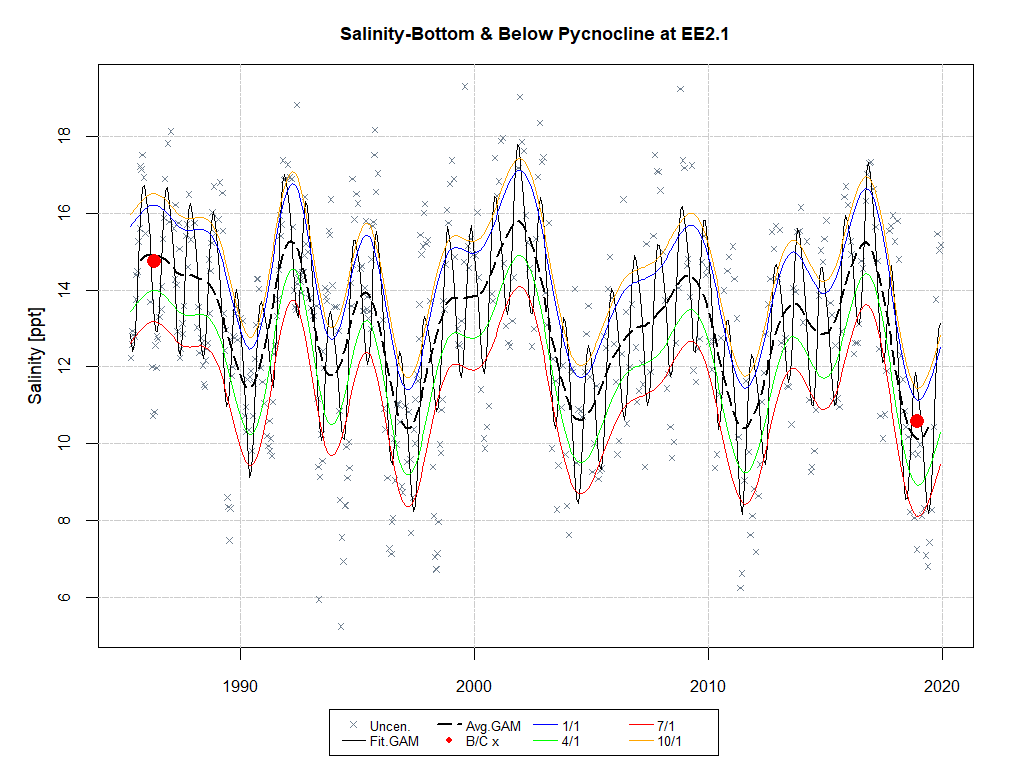 Salinity-Bottom & Below Pycnocline at EE2.1
Salinity [ppt]
18
16
14
12
10
8
6
1990 2000 2010 2020
Uncen. Avg.GAM 1/1 7/1
Fit.GAM B/C x 4/1 10/1